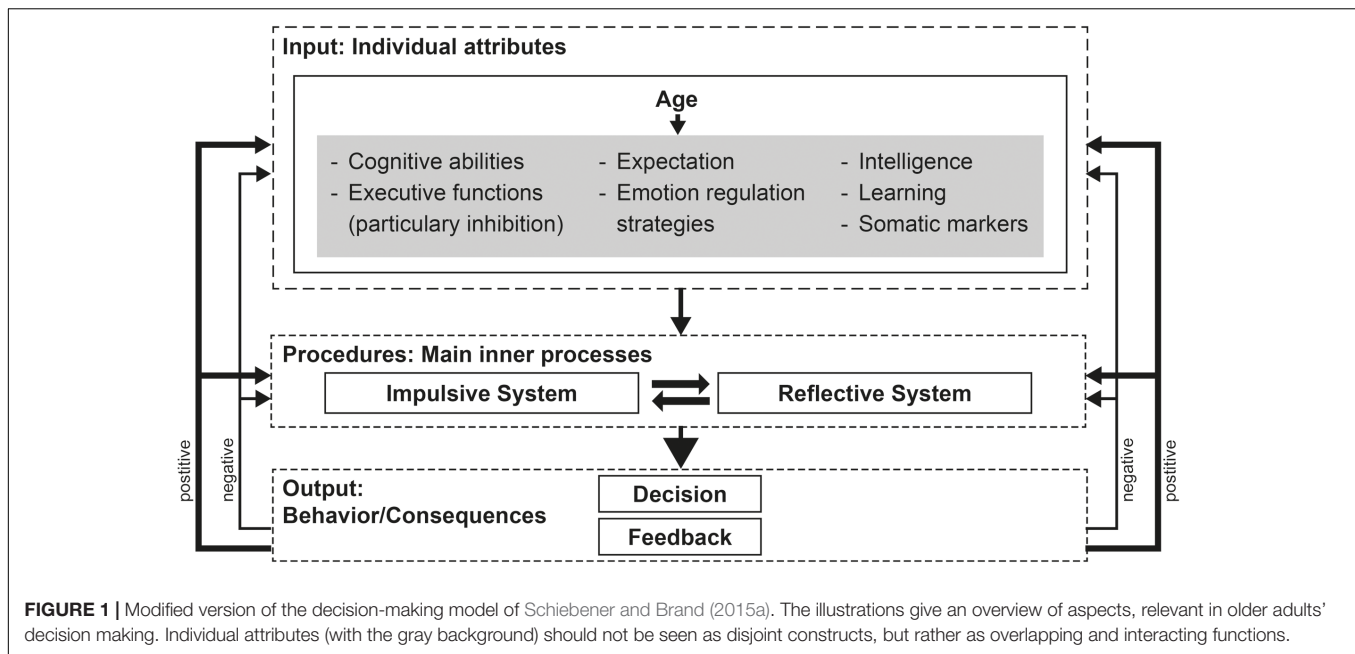 Input: Individual attributes
Age
- Cognitive abilities
- Executive functions
(particulary inhibition)
- Expectation
- Emotion regulation
strategies
- Intelligence
- Learning
- Somatic markers
Procedures: Main inner processes
Impulsive System
Reflective System
postitive
negative
Output:
Behavior/Consequences
Decision
Feedback
negative
postitive
FIGURE 1 | Modified version of the decision-making model of Schiebener and Brand (2015a). The illustrations give an overview of aspects, relevant in older adults’
decision making. Individual attributes (with the gray background) should not be seen as disjoint constructs, but rather as overlapping and interacting functions.